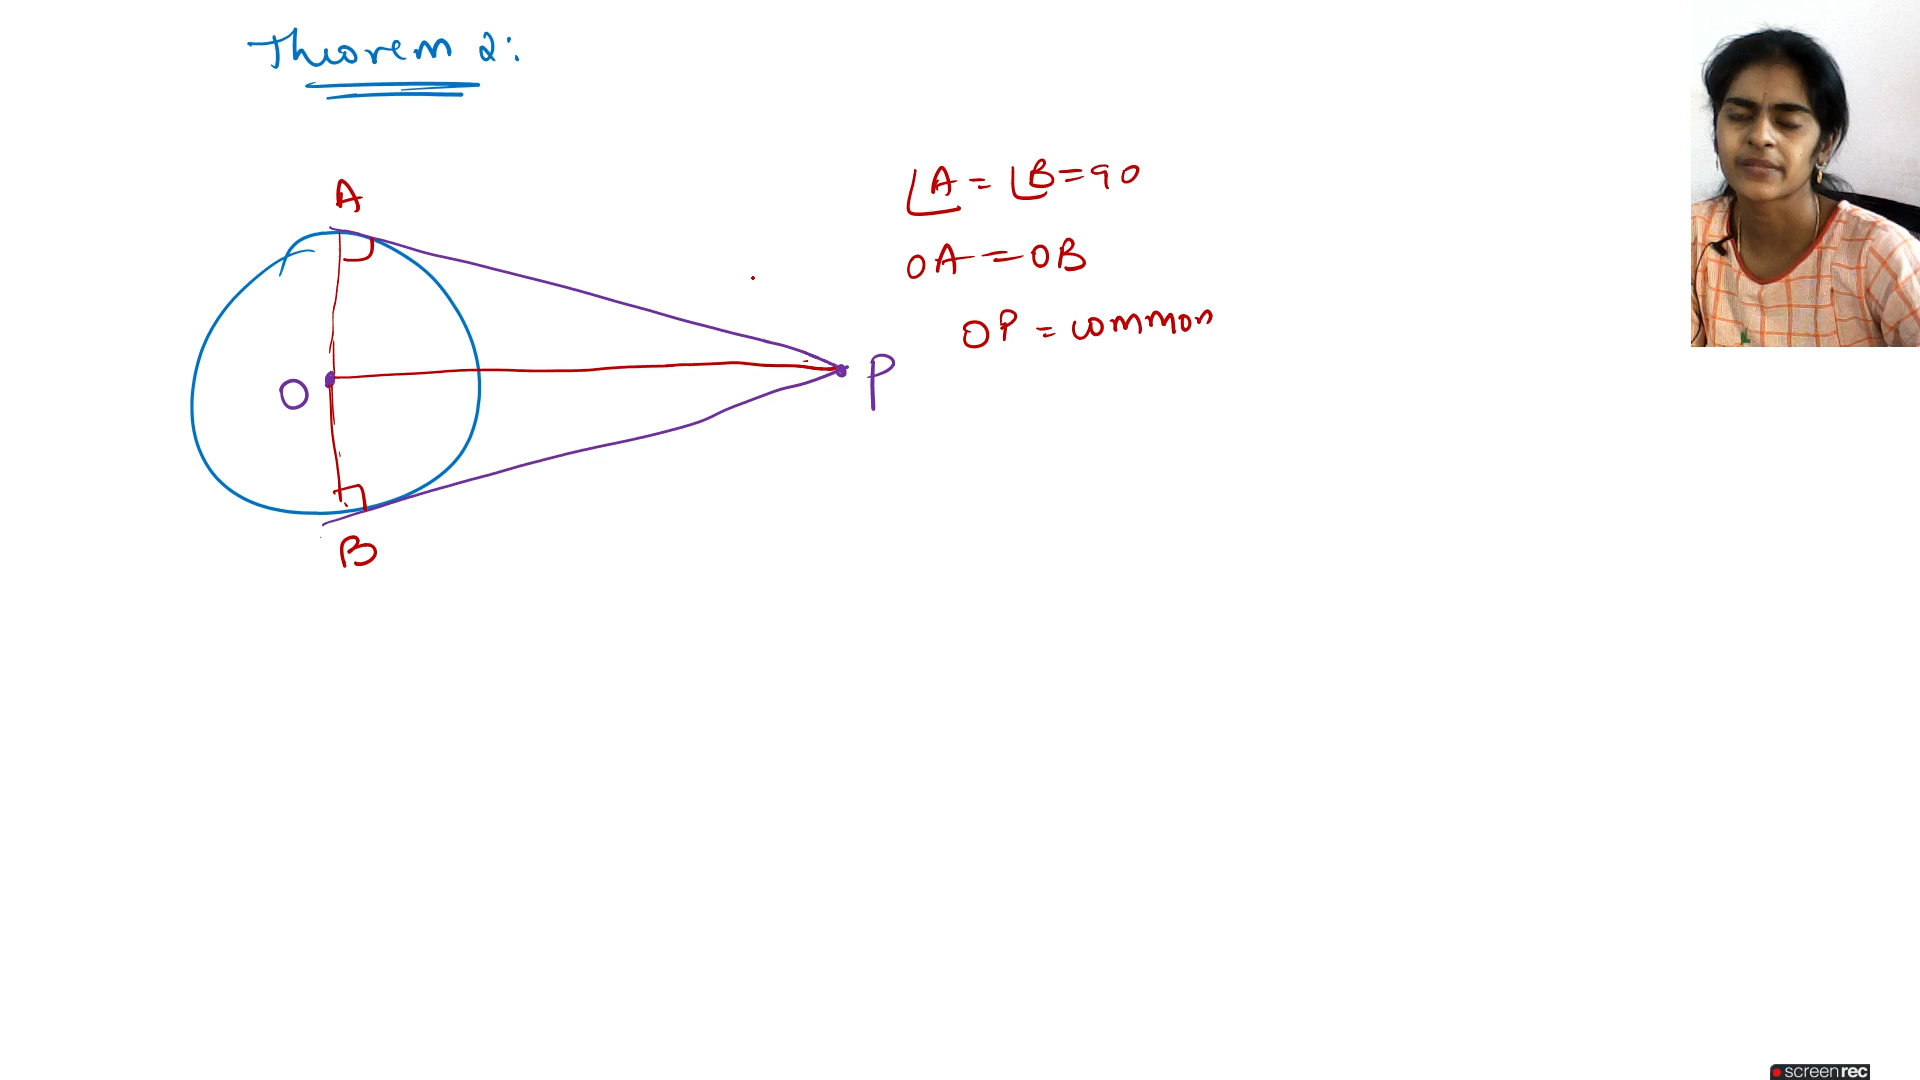 Theorem 2:
A
∠A = ∠B = 90
OA = OB
OP = common
O
P
B
screenrec